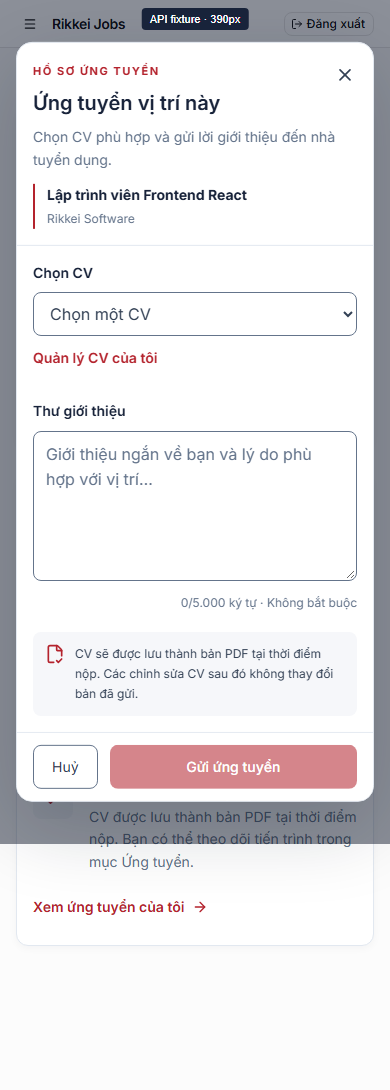 Rikkei Jobs
API fixture · 390px
Đăng xuất
HỒ SƠ ỨNG TUYỂN
Ứng tuyển vị trí này
Chọn CV phù hợp và gửi lời giới thiệu đến nhà
tuyển dụng.
Lập trình viên Frontend React
Rikkei Software
Chọn CV
Chọn một CV
Quản lý CV của tôi
Thư giới thiệu
Giới thiệu ngắn về bạn và lý do phù
hợp với vị trí...
0/5.000 ký tự · Không bắt buộc
CV sẽ được lưu thành bản PDF tại thời điểm
nộp. Các chỉnh sửa CV sau đó không thay đổi
bản đã gửi.
Huỷ
Gửi ứng tuyển
CV được lưu thành bản PDF tại thời điểm
nộp. Bạn có thể theo dõi tiến trình trong
mục Ứng tuyển.
Xem ứng tuyển của tôi →